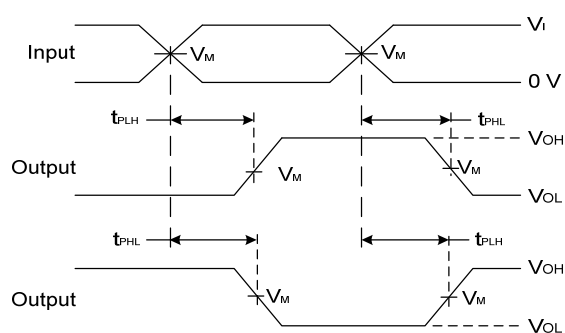 VI
Input VM VM
0 V
tPLH tPHL
VOH
Output VM VM
VOL
tPHL tPLH
VOH
Output VM VM
VOL